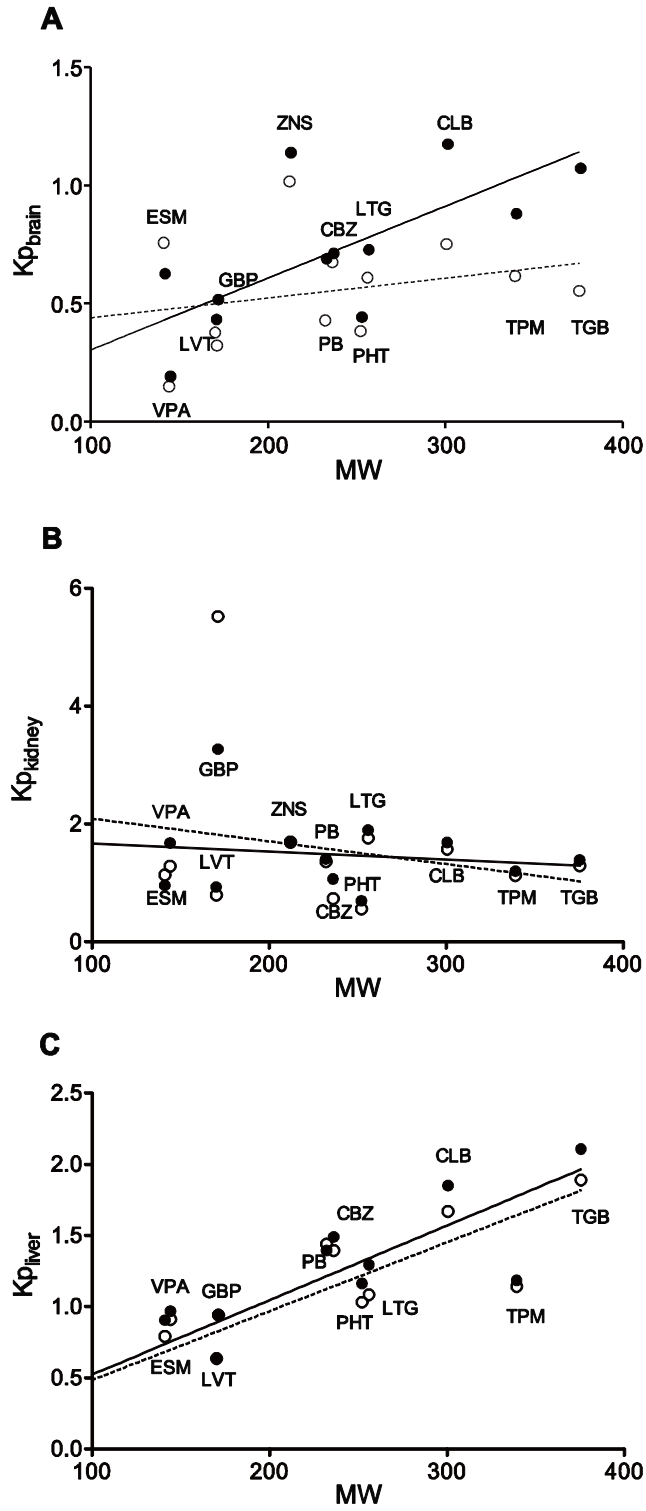 A
1.5
1.0
0.5
0.0
Kpbrain
ZNS
CLB
ESM
LTG
CBZ
GBP
LVT
PB
PHT
TPM
TGB
VPA
100
200
300
400
MW
B
6
4
2
0
Kpkidney
GBP
VPA
ZNS
LTG
PB
LVT
PHT
CLB
ESM
CBZ
TPM
TGB
100
200
300
400
MW
C
2.5
2.0
1.5
1.0
0.5
0.0
Kpliver
CLB
CBZ
TGB
PB
VPA
GBP
PHT
LTG
TPM
ESM
LVT
100
200
300
400
MW